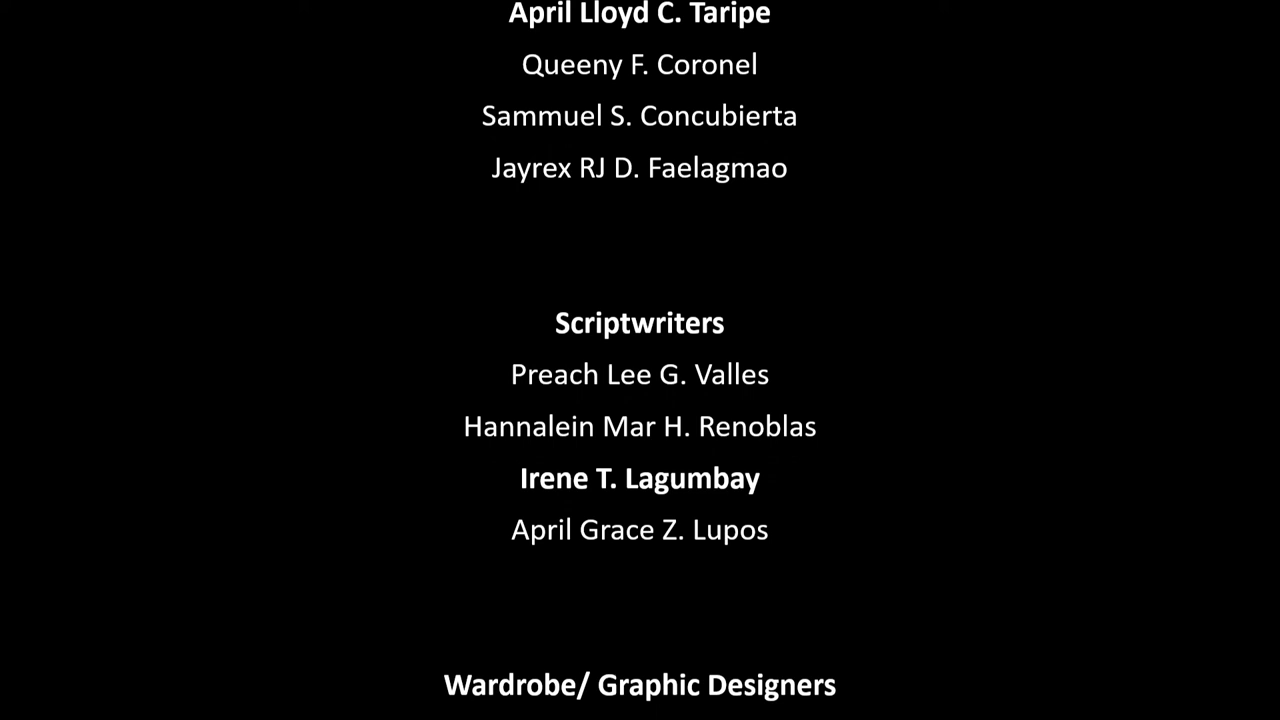 April Lloyd C. Taripe
Queeny F. Coronel
Sammuel S. Concubierta
Jayrex RJ D. Faelagmao
Scriptwriters
Preach Lee G. Valles
Hannalein Mar H. Renoblas
Irene T. Lagumbay
April Grace Z. Lupos
Wardrobe/ Graphic Designers